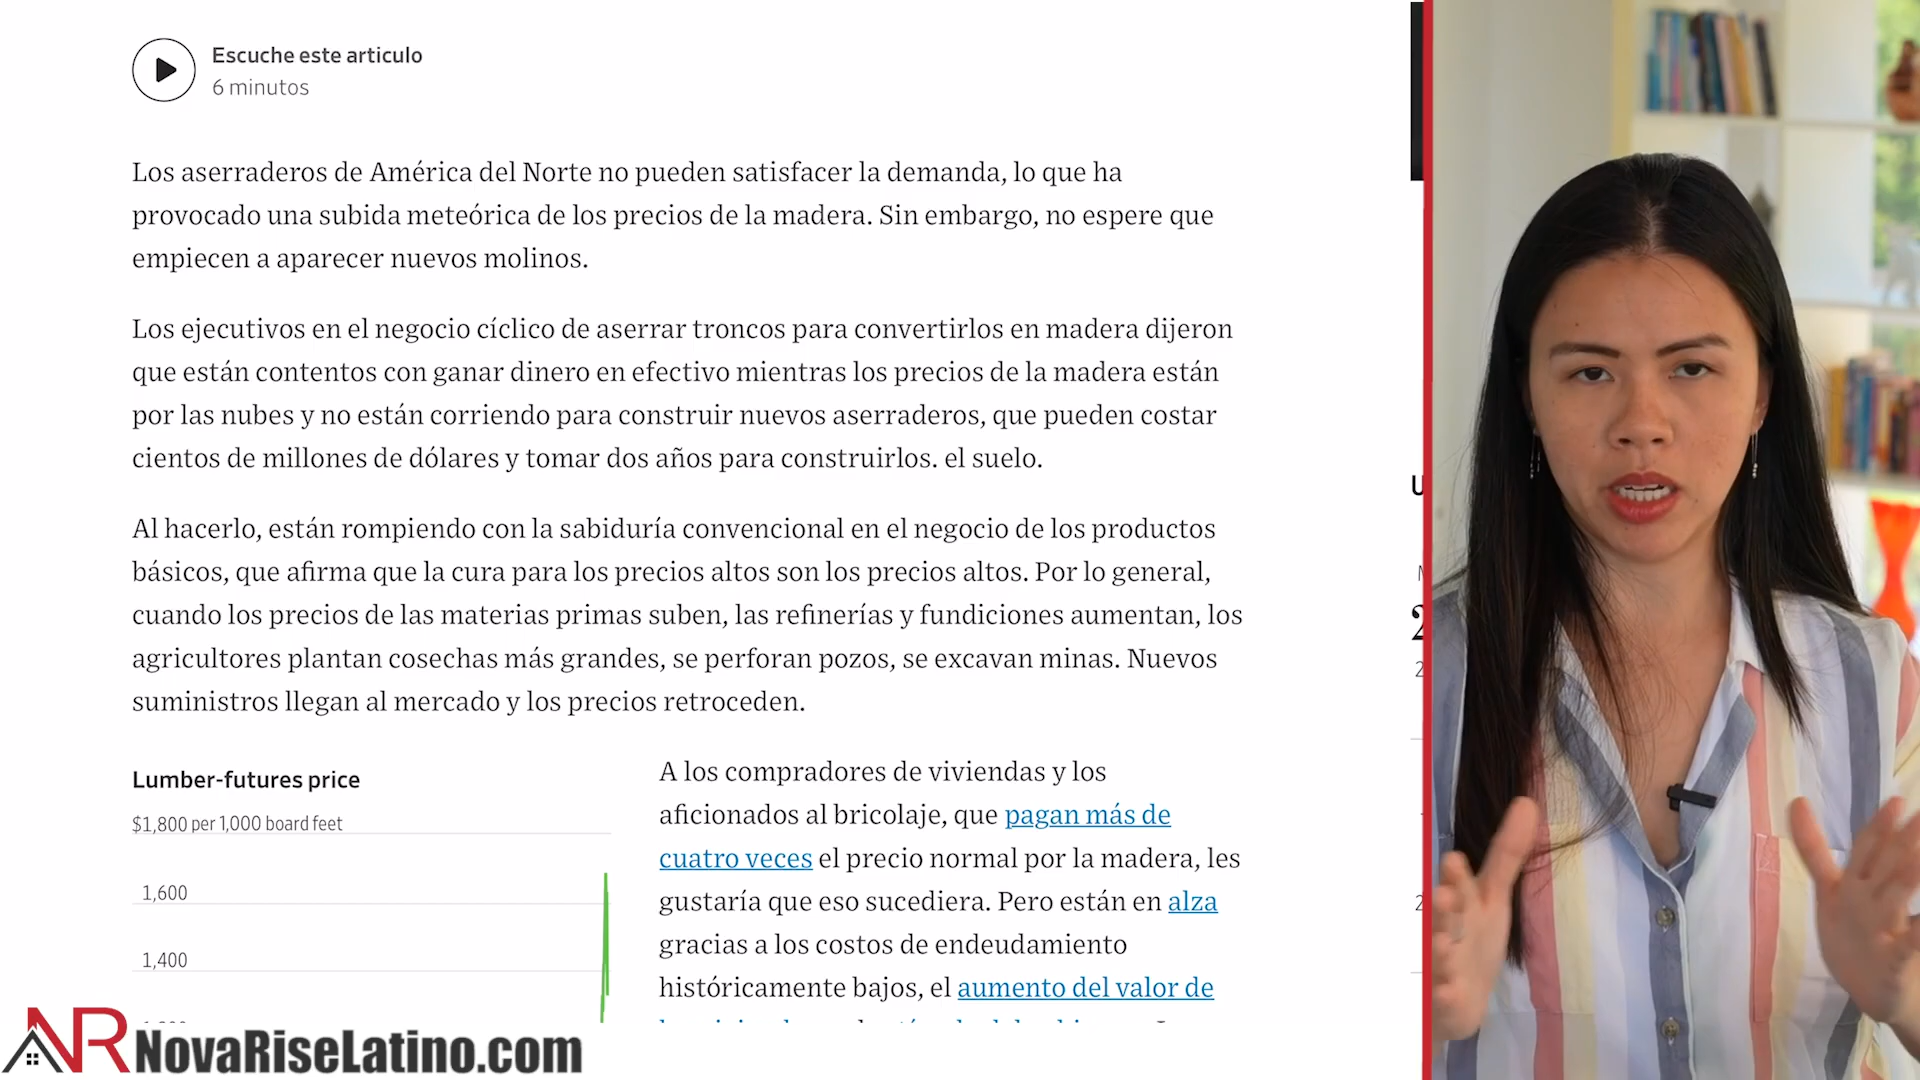 Escuche este articulo
6 minutos
Los aserraderos de América del Norte no pueden satisfacer la demanda, lo que ha
provocado una subida meteórica de los precios de la madera. Sin embargo, no espere que
empiecen a aparecer nuevos molinos.
Los ejecutivos en el negocio cíclico de aserrar troncos para convertirlos en madera dijeron
que están contentos con ganar dinero en efectivo mientras los precios de la madera están
por las nubes y no están corriendo para construir nuevos aserraderos, que pueden costar
cientos de millones de dólares y tomar dos años para construirlos. el suelo.
Al hacerlo, están rompiendo con la sabiduría convencional en el negocio de los productos
básicos, que afirma que la cura para los precios altos son los precios altos. Por lo general,
cuando los precios de las materias primas suben, las refinerías y fundiciones aumentan, los
agricultores plantan cosechas más grandes, se perforan pozos, se excavan minas. Nuevos
suministros llegan al mercado y los precios retroceden.
Lumber-futures price
$1,800 per 1,000 board feet
1,600
1,400
A los compradores de viviendas y los
aficionados al bricolaje, que pagan más de
cuatro veces el precio normal por la madera, les
gustaría que eso sucediera. Pero están en alza
gracias a los costos de endeudamiento
históricamente bajos, el aumento del valor de
NR NovaRiseLatino.com